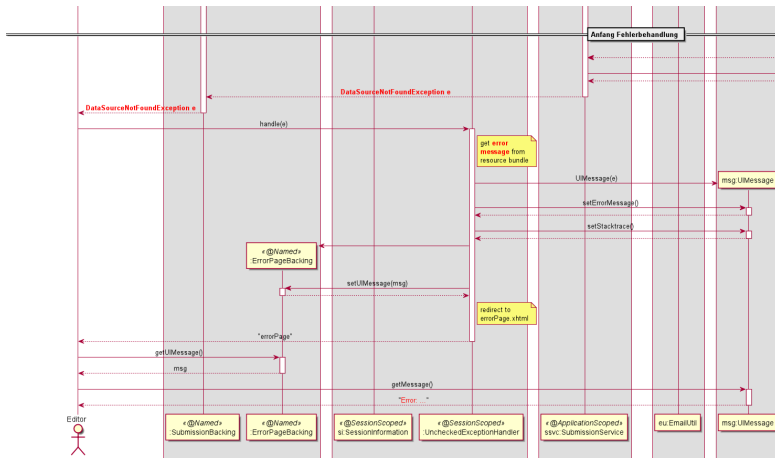 Anfang Fehlerbehandlung
DataSourceNotFoundException e
DataSourceNotFoundException e
handle(e)
get error
message from
resource bundle
UIMessage(e)
msg:UIMessage
setErrorMessage()
setStacktrace()
«@Named»
:ErrorPageBacking
setUIMessage(msg)
redirect to
errorPage.xhtml
"errorPage"
getUIMessage()
msg
getMessage()
"Error: ..."
Editor
«@Named»
:SubmissionBacking
«@Named»
:ErrorPageBacking
«@SessionScoped»
si:SessionInformation
«@SessionScoped»
:UncheckedExceptionHandler
«@ApplicationScoped»
ssvc:SubmissionService
eu:EmailUtil
msg:UIMessage